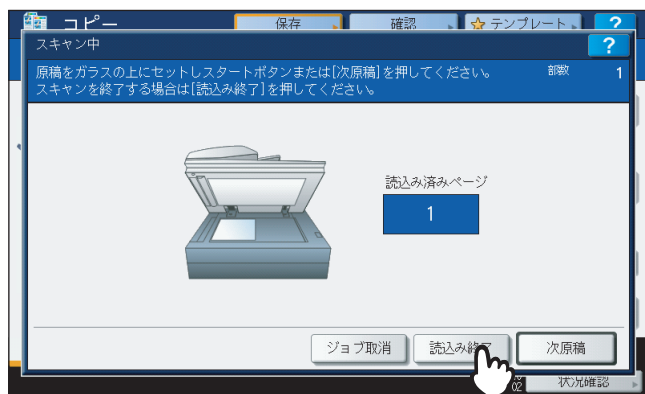 コピー
保存
確認
テンプレート
?
スキャン中
?
原稿をガラスの上にセットしスタートボタンまたは[次原稿]を押してください。
部数 1
スキャンを終了する場合は[読込み終了]を押してください。
読込み済みページ
1
ジョブ取消
読込み終了
次原稿
02
状況確認